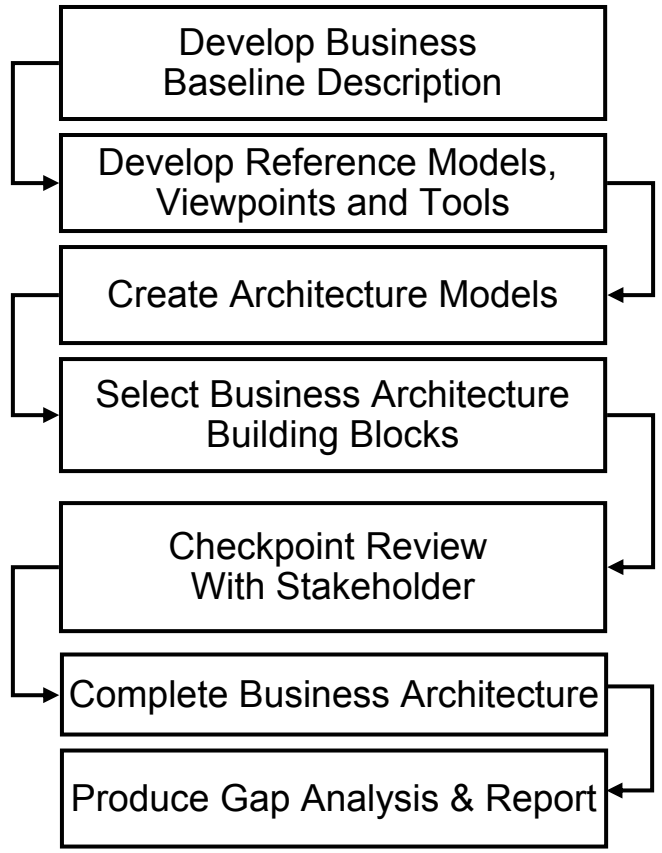 Develop Business
Baseline Description
Develop Reference Models,
Viewpoints and Tools
Create Architecture Models
Select Business Architecture
Building Blocks
Checkpoint Review
With Stakeholder
Complete Business Architecture
Produce Gap Analysis & Report